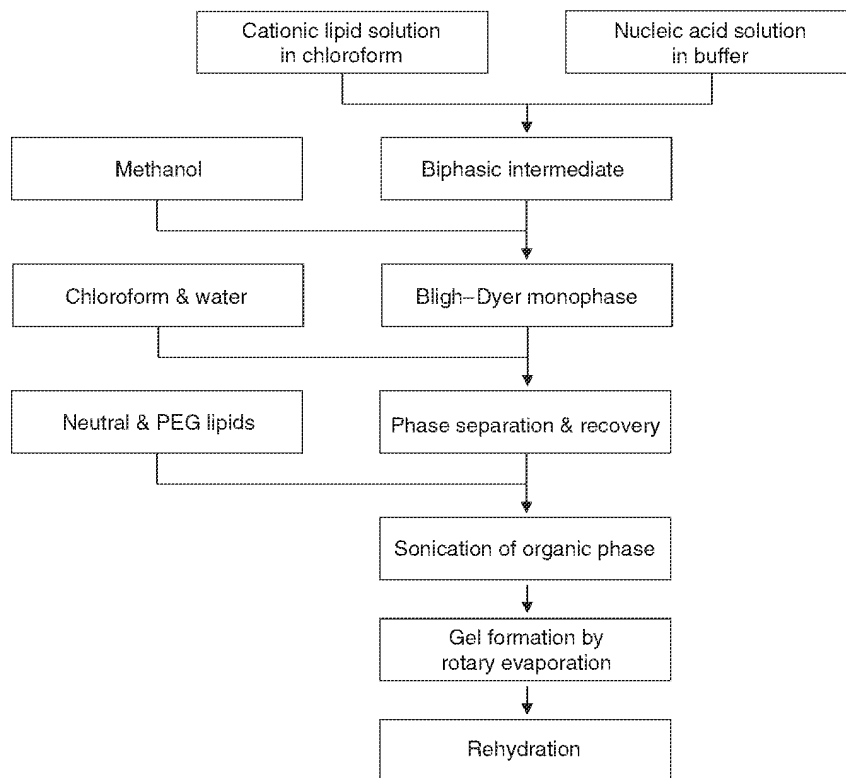 Cationic lipid solution
in chloroform
Nucleic acid solution
in buffer
Methanol
Biphasic intermediate
Chloroform & water
Bligh–Dyer monophase
Neutral & PEG lipids
Phase separation & recovery
Sonication of organic phase
Gel formation by
rotary evaporation
Rehydration